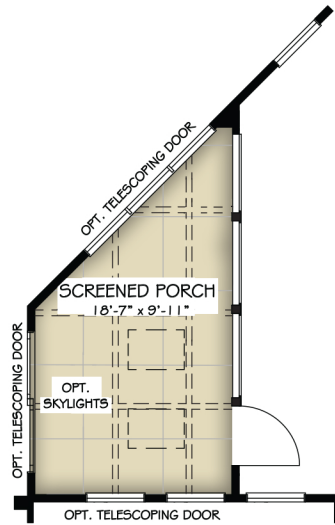 OPT. TELESCOPING DOOR
SCREENED PORCH
18'-7" x 9'-11"
OPT.
SKYLIGHTS
OPT. TELESCOPING DOOR
OPT. TELESCOPING DOOR